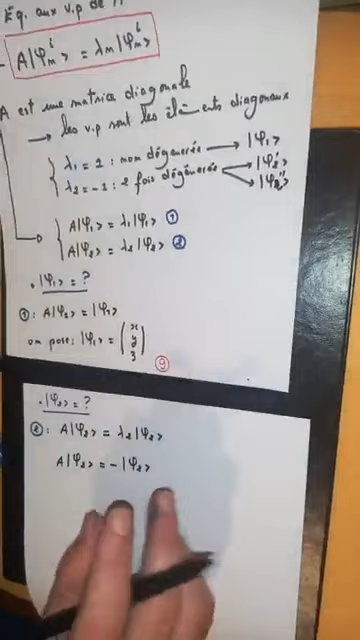 Éq. aux v.p de
A|φₘⁱ> = λₘ|φₘⁱ>
A est une matrice diagonale
→ les v.p sont les éléments diagonaux
λ₁ = 1 : non dégénérée → |φ₁>
λ₂ = -1 : 2 fois dégénérée → |φ₂'>
→ |φ₂''>
A|φ₁> = λ₁|φ₁> ①
A|φ₂> = λ₂|φ₂> ②
. |φ₁> = ?
①: A|φ₁> = |φ₁>
on pose: |φ₁> = (x
y
z)
9
. |φ₂> = ?
②: A|φ₂> = λ₂|φ₂>
A|φ₂> = -|φ₂>